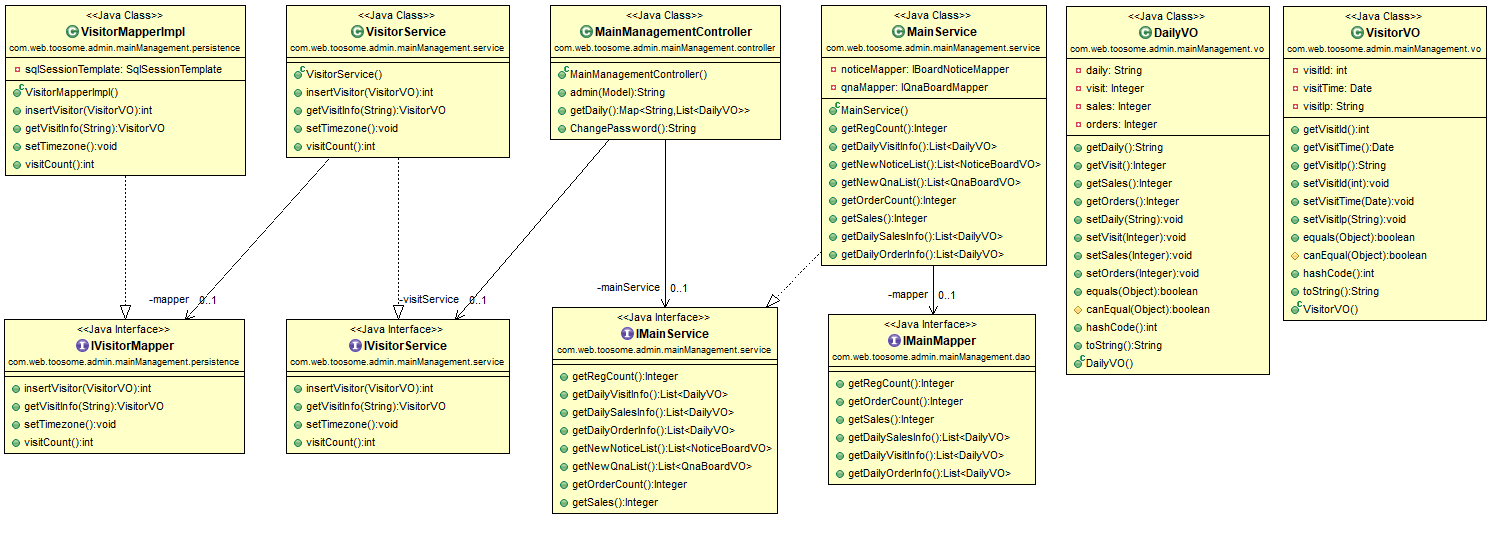 <<Java Class>>
VisitorMapperImpl
com.web.toosome.admin.mainManagement.persistence
sqlSessionTemplate: SqlSessionTemplate
VisitorMapperImpl()
insertVisitor(VisitorVO):int
getVisitInfo(String):VisitorVO
setTimezone():void
visitCount():int
<<Java Class>>
VisitorService
com.web.toosome.admin.mainManagement.service
VisitorService()
insertVisitor(VisitorVO):int
getVisitInfo(String):VisitorVO
setTimezone():void
visitCount():int
<<Java Class>>
MainManagementController
com.web.toosome.admin.mainManagement.controller
MainManagementController()
admin(Model):String
getDaily():Map<String,List<DailyVO>>
ChangePassword():String
<<Java Class>>
MainService
com.web.toosome.admin.mainManagement.service
noticeMapper: IBoardNoticeMapper
qnaMapper: IQnaBoardMapper
MainService()
getRegCount():Integer
getDailyVisitInfo():List<DailyVO>
getNewNoticeList():List<NoticeBoardVO>
getNewQnaList():List<QnaBoardVO>
getOrderCount():Integer
getSales():Integer
getDailySalesInfo():List<DailyVO>
getDailyOrderInfo():List<DailyVO>
<<Java Class>>
DailyVO
com.web.toosome.admin.mainManagement.vo
daily: String
visit: Integer
sales: Integer
orders: Integer
getDaily():String
getVisit():Integer
getSales():Integer
getOrders():Integer
setDaily(String):void
setVisit(Integer):void
setSales(Integer):void
setOrders(Integer):void
equals(Object):boolean
canEqual(Object):boolean
hashCode():int
toString():String
DailyVO()
<<Java Class>>
VisitorVO
com.web.toosome.admin.mainManagement.vo
visitId: int
visitTime: Date
visitIp: String
getVisitId():int
getVisitTime():Date
getVisitIp():String
setVisitId(int):void
setVisitTime(Date):void
setVisitIp(String):void
equals(Object):boolean
canEqual(Object):boolean
hashCode():int
toString():String
VisitorVO()
-mapper 0..1
-visitService 0..1
-mainService 0..1
-mapper 0..1
<<Java Interface>>
IVisitorMapper
com.web.toosome.admin.mainManagement.persistence
insertVisitor(VisitorVO):int
getVisitInfo(String):VisitorVO
setTimezone():void
visitCount():int
<<Java Interface>>
IVisitorService
com.web.toosome.admin.mainManagement.service
insertVisitor(VisitorVO):int
getVisitInfo(String):VisitorVO
setTimezone():void
visitCount():int
<<Java Interface>>
IMainService
com.web.toosome.admin.mainManagement.service
getRegCount():Integer
getDailyVisitInfo():List<DailyVO>
getDailySalesInfo():List<DailyVO>
getDailyOrderInfo():List<DailyVO>
getNewNoticeList():List<NoticeBoardVO>
getNewQnaList():List<QnaBoardVO>
getOrderCount():Integer
getSales():Integer
<<Java Interface>>
IMainMapper
com.web.toosome.admin.mainManagement.dao
getRegCount():Integer
getOrderCount():Integer
getSales():Integer
getDailySalesInfo():List<DailyVO>
getDailyVisitInfo():List<DailyVO>
getDailyOrderInfo():List<DailyVO>